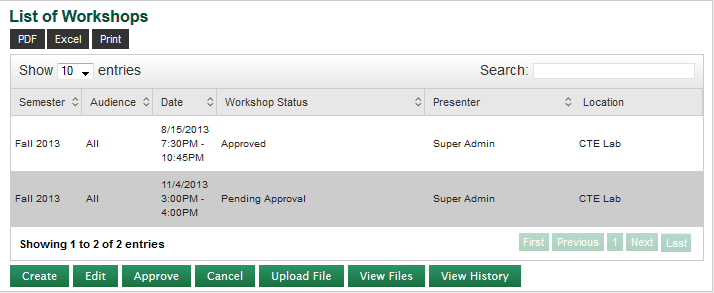 List of Workshops
PDF Excel Print
Show 10 entries Search:
Semester Audience Date Workshop Status Presenter Location
8/15/2013
Fall 2013 All 7:30PM - Approved Super Admin CTE Lab
10:45PM
11/4/2013
Fall 2013 All 3:00PM - Pending Approval Super Admin CTE Lab
4:00PM
Showing 1 to 2 of 2 entries First Previous 1 Next Last
Create Edit Approve Cancel Upload File View Files View History